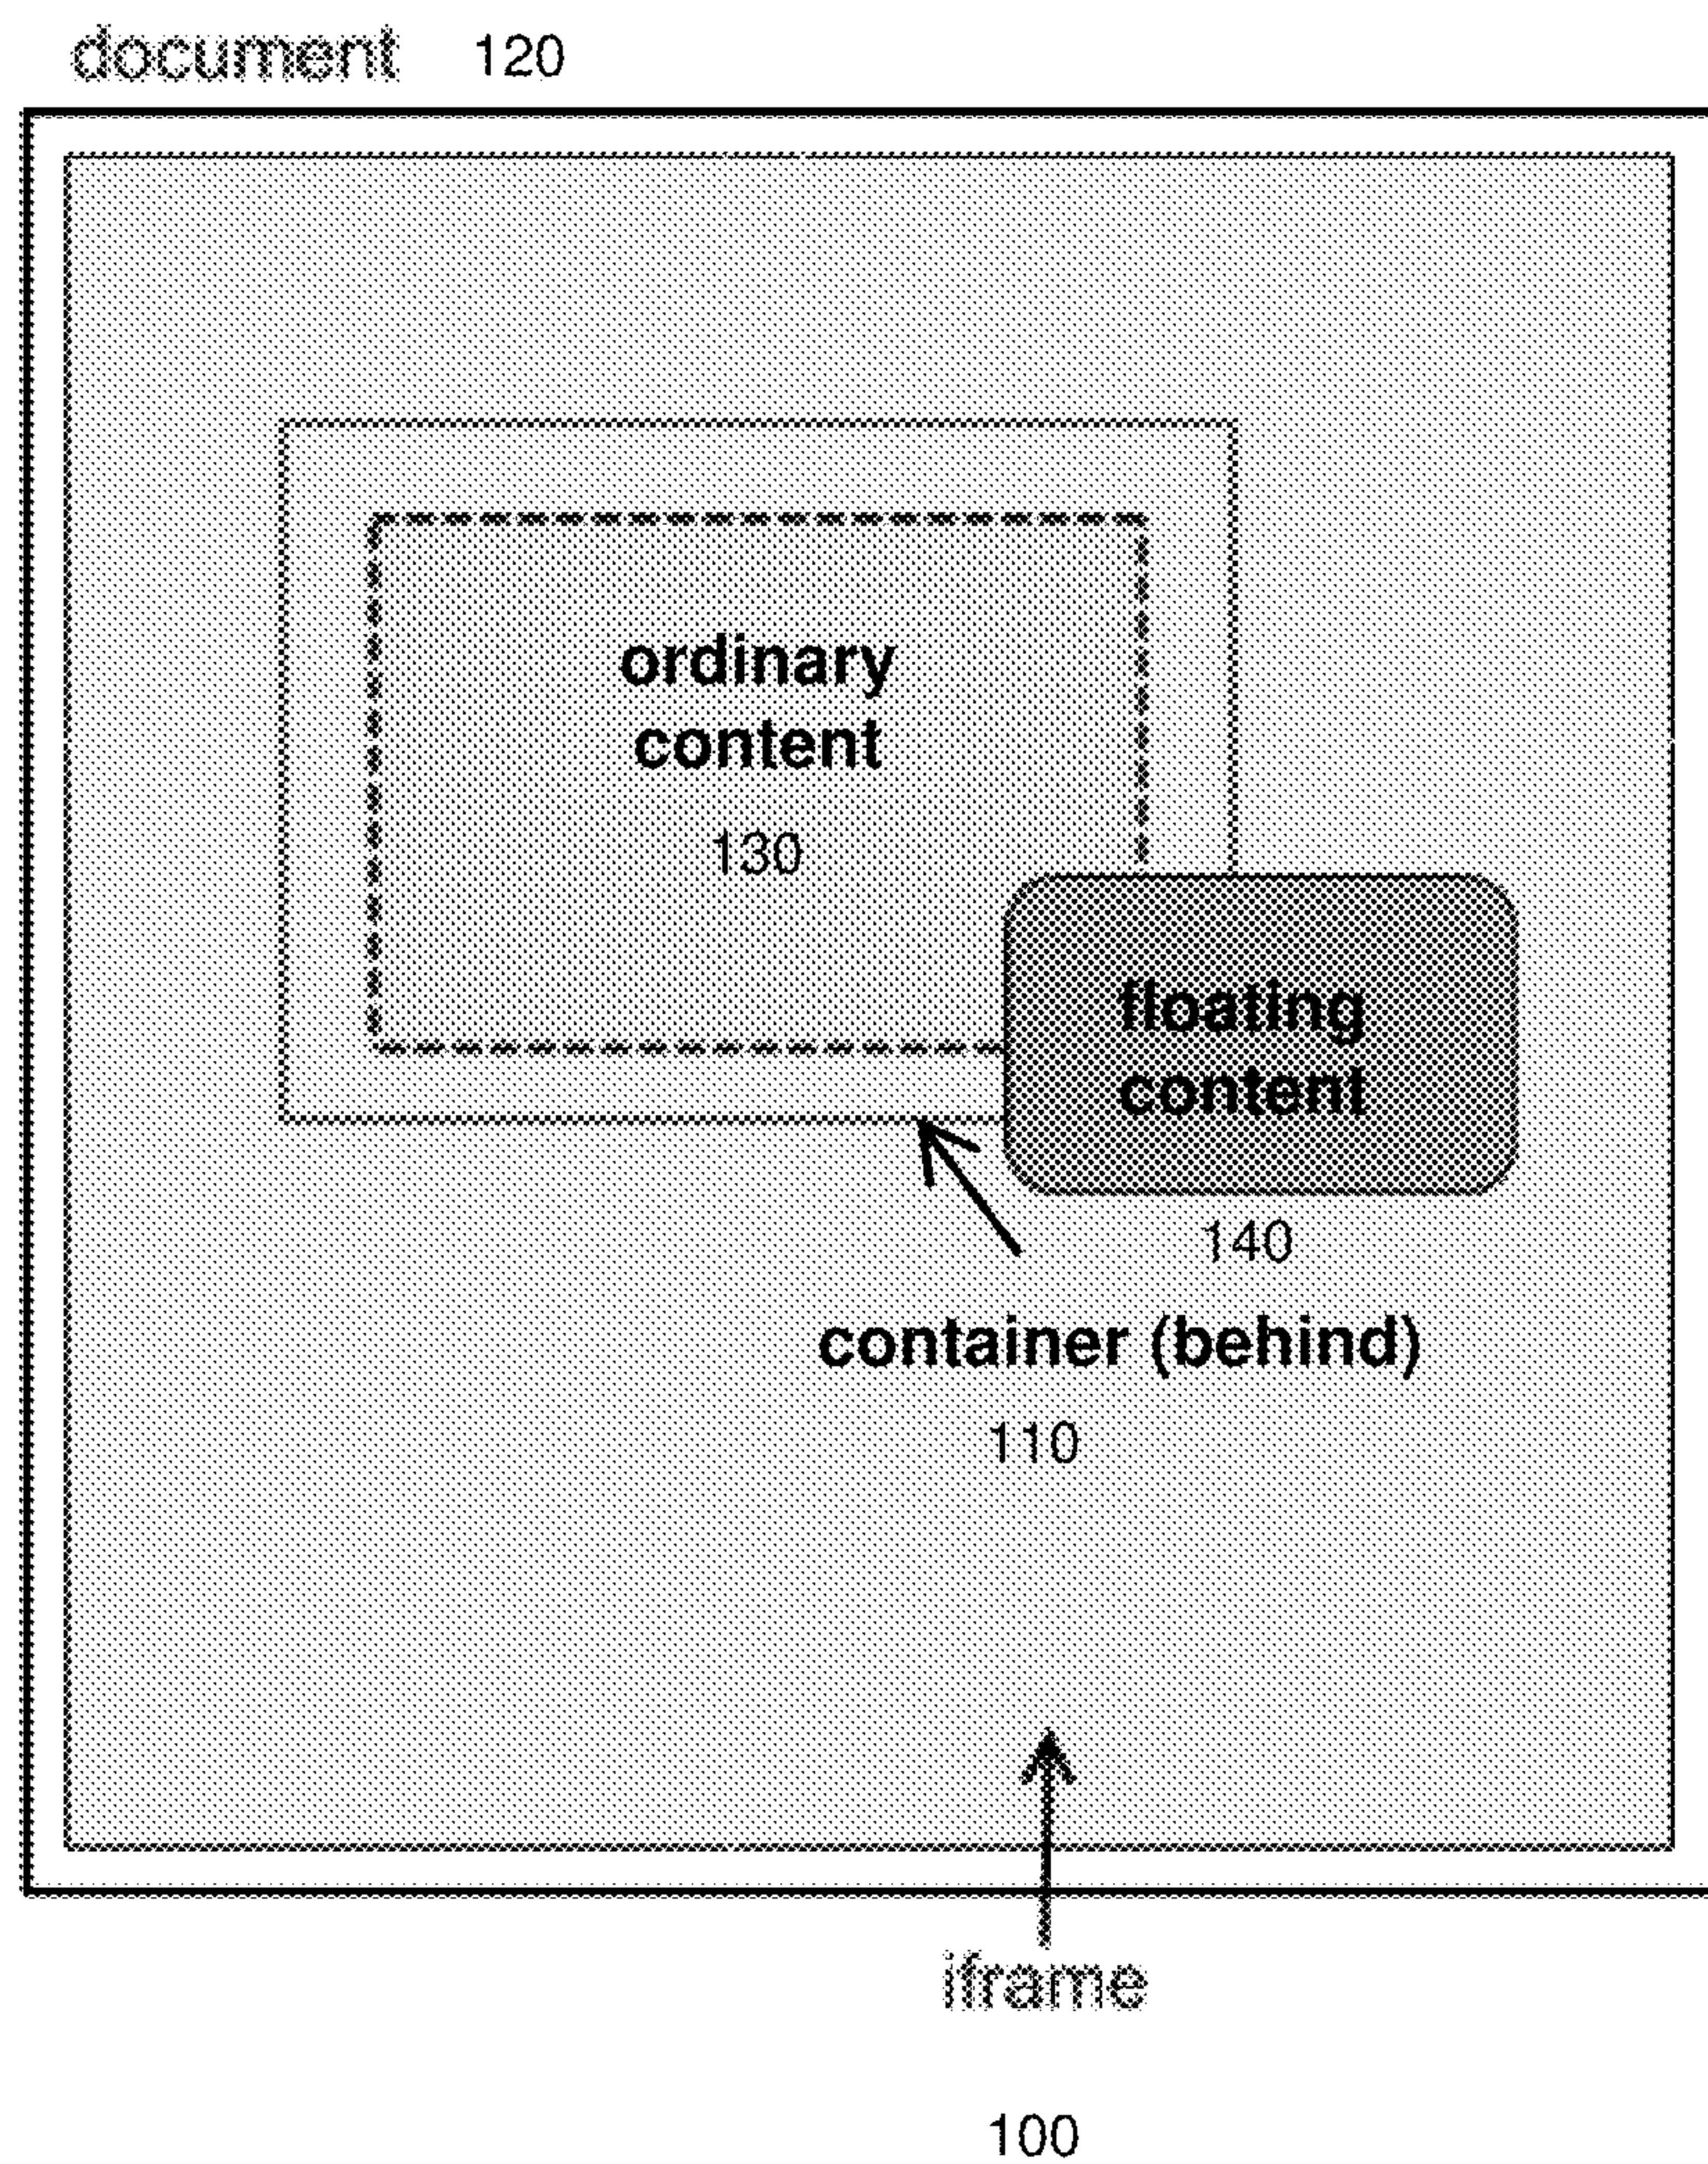 document 120
ordinary
content
130
floating
content
140
container (behind)
110
iframe
100